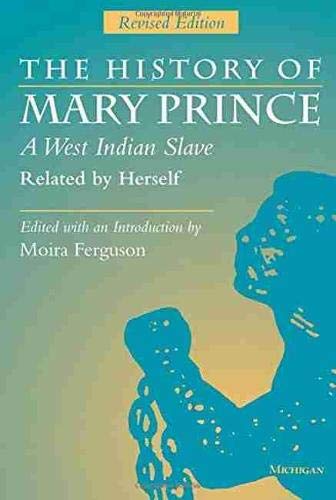 Revised Edition
THE HISTORY OF
MARY PRINCE
A West Indian Slave
Related by Herself
Edited with an Introduction by
Moira Ferguson
MICHIGAN